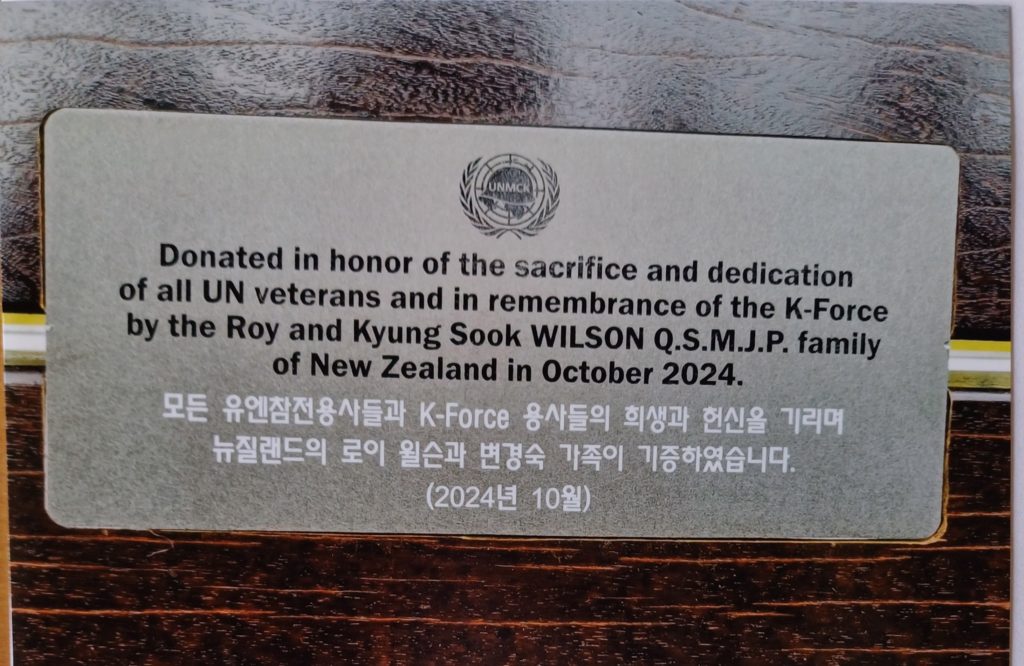 UNMCK
Donated in honor of the sacrifice and dedication
of all UN veterans and in remembrance of the K-Force
by the Roy and Kyung Sook WILSON Q.S.M.J.P. family
of New Zealand in October 2024.
모든 유엔참전용사들과 K-Force 용사들의 희생과 헌신을 기리며
뉴질랜드의 로이 윌슨과 변경숙 가족이 기증하였습니다.
(2024년 10월)